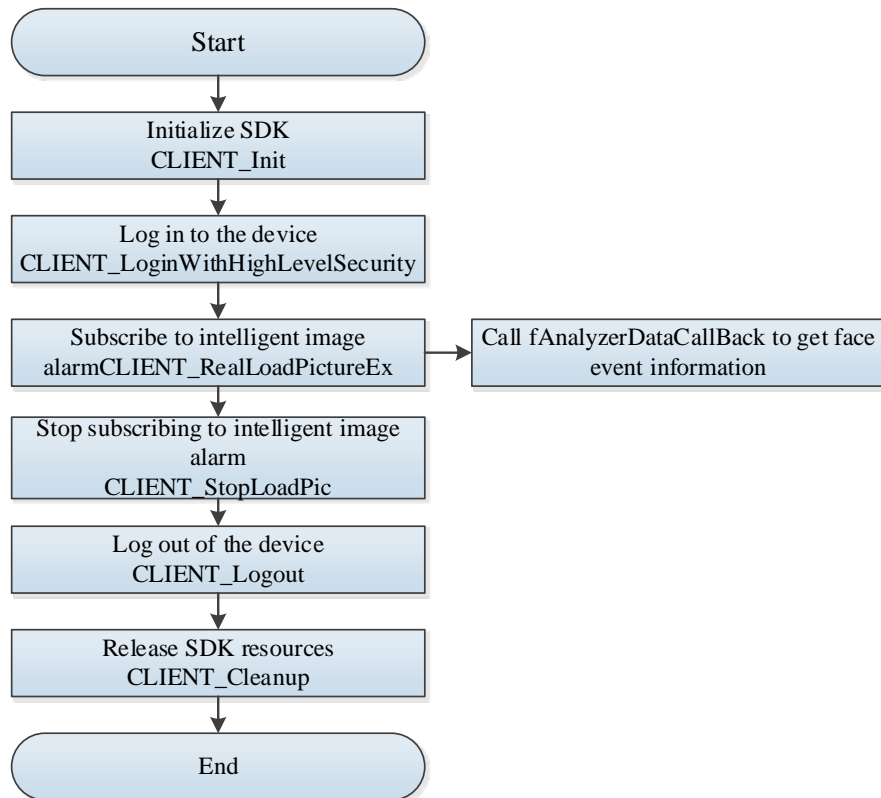 Start
Initialize SDK
CLIENT_Init
Log in to the device
CLIENT_LoginWithHighLevelSecurity
Subscribe to intelligent image
alarmCLIENT_RealLoadPictureEx
Call fAnalyzerDataCallBack to get face
event information
Stop subscribing to intelligent image
alarm
CLIENT_StopLoadPic
Log out of the device
CLIENT_Logout
Release SDK resources
CLIENT_Cleanup
End